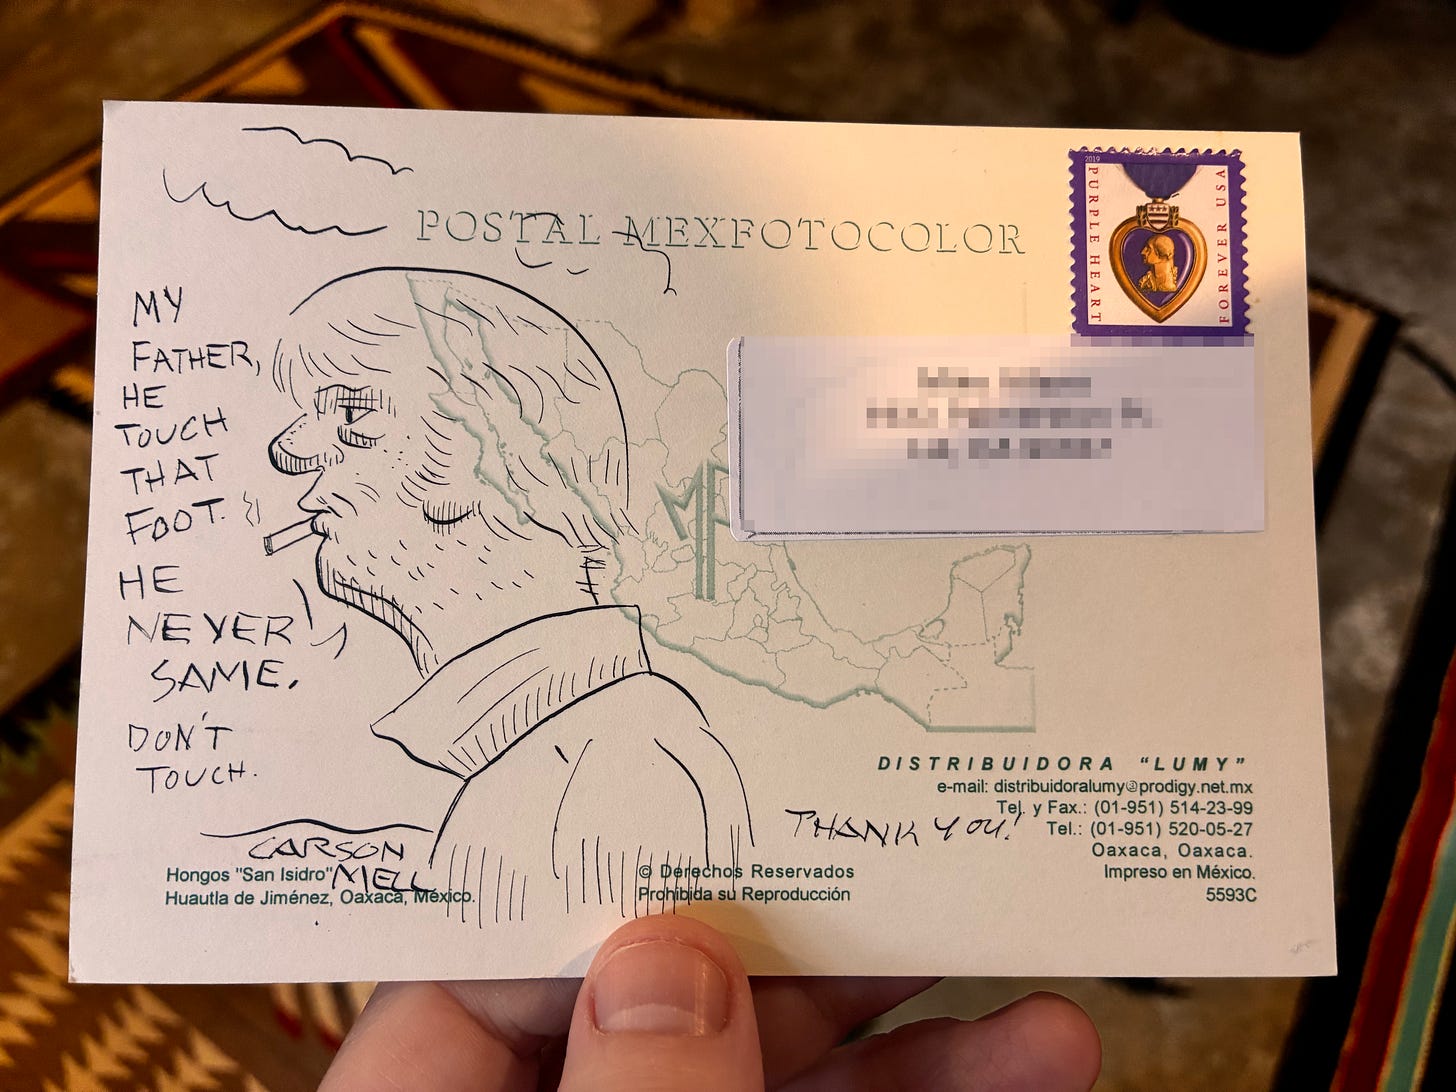 POSTAL MEXFOTOCOLOR
2019
PURPLE HEART
FOREVER USA
MY
FATHER,
HE
TOUCH
THAT
FOOT.
HE
NEVER
SAME.
DON'T
TOUCH.
CARSON
MELL
THANK YOU!
Hongos "San Isidro"
Huautla de Jiménez, Oaxaca, México.
© Derechos Reservados
Prohibida su Reproducción
DISTRIBUIDORA “LUMY”
e-mail: distribuidoralumy@prodigy.net.mx
Tel. y Fax.: (01-951) 514-23-99
Tel.: (01-951) 520-05-27
Oaxaca, Oaxaca.
Impreso en México.
5593C